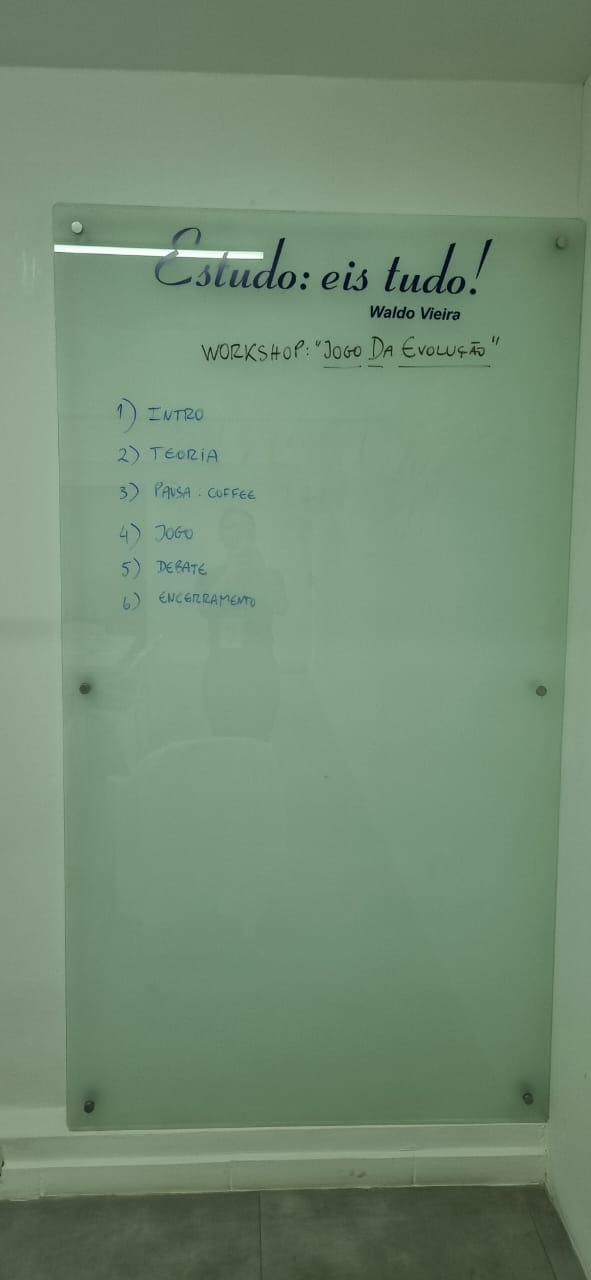 Estudo: eis tudo!
Waldo Vieira
WORKSHOP: "JOGO DA EVOLUÇÃO"
1) INTRO
2) TEORIA
3) PAUSA : COFFEE
4) JOGO
5) DEBATE
6) ENCERRAMENTO